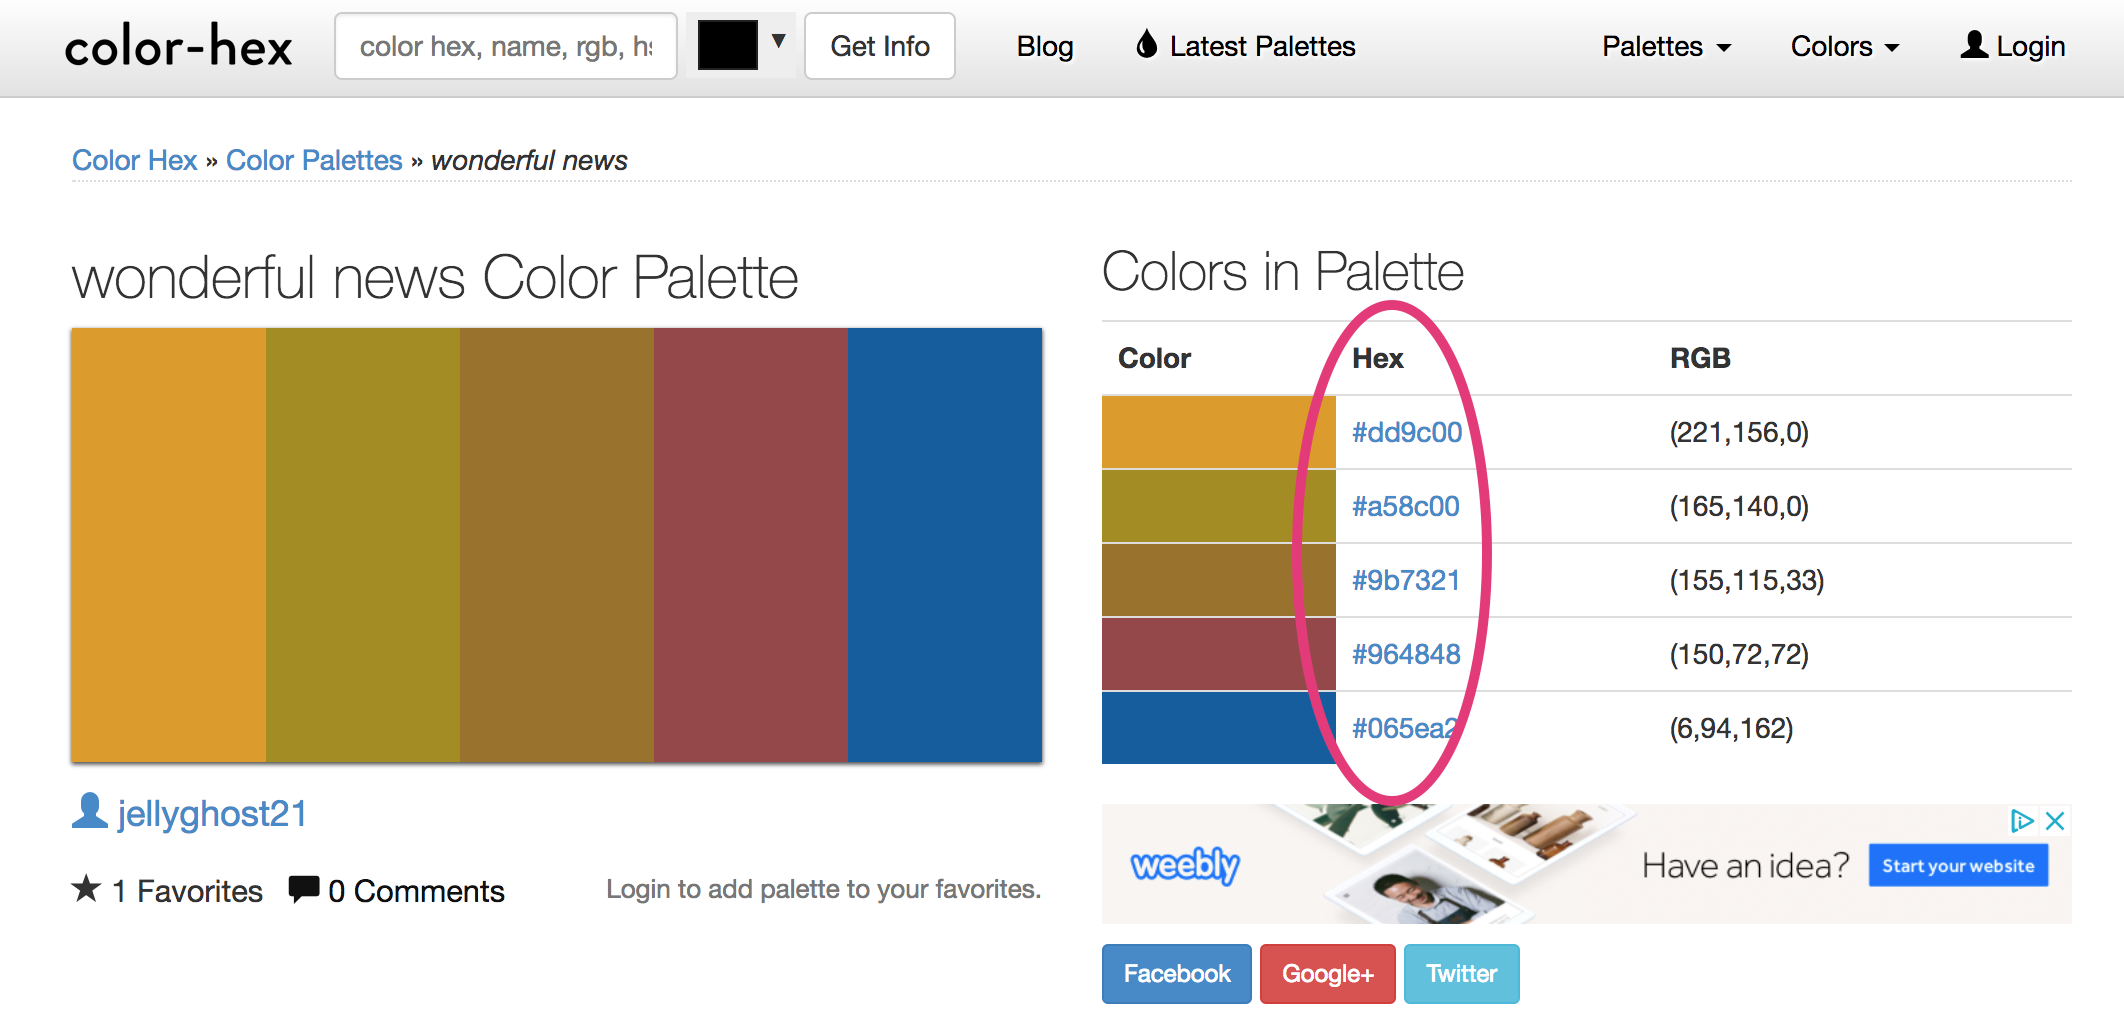 color-hex color hex, name, rgb, hs Get Info Blog Latest Palettes Palettes Colors Login
Color Hex » Color Palettes » wonderful news
wonderful news Color Palette
jellyghost21
1 Favorites 0 Comments Login to add palette to your favorites.
Colors in Palette
Color Hex RGB
#dd9c00 (221,156,0)
#a58c00 (165,140,0)
#9b7321 (155,115,33)
#964848 (150,72,72)
#065ea2 (6,94,162)
weebly Have an idea? Start your website
Facebook Google+ Twitter